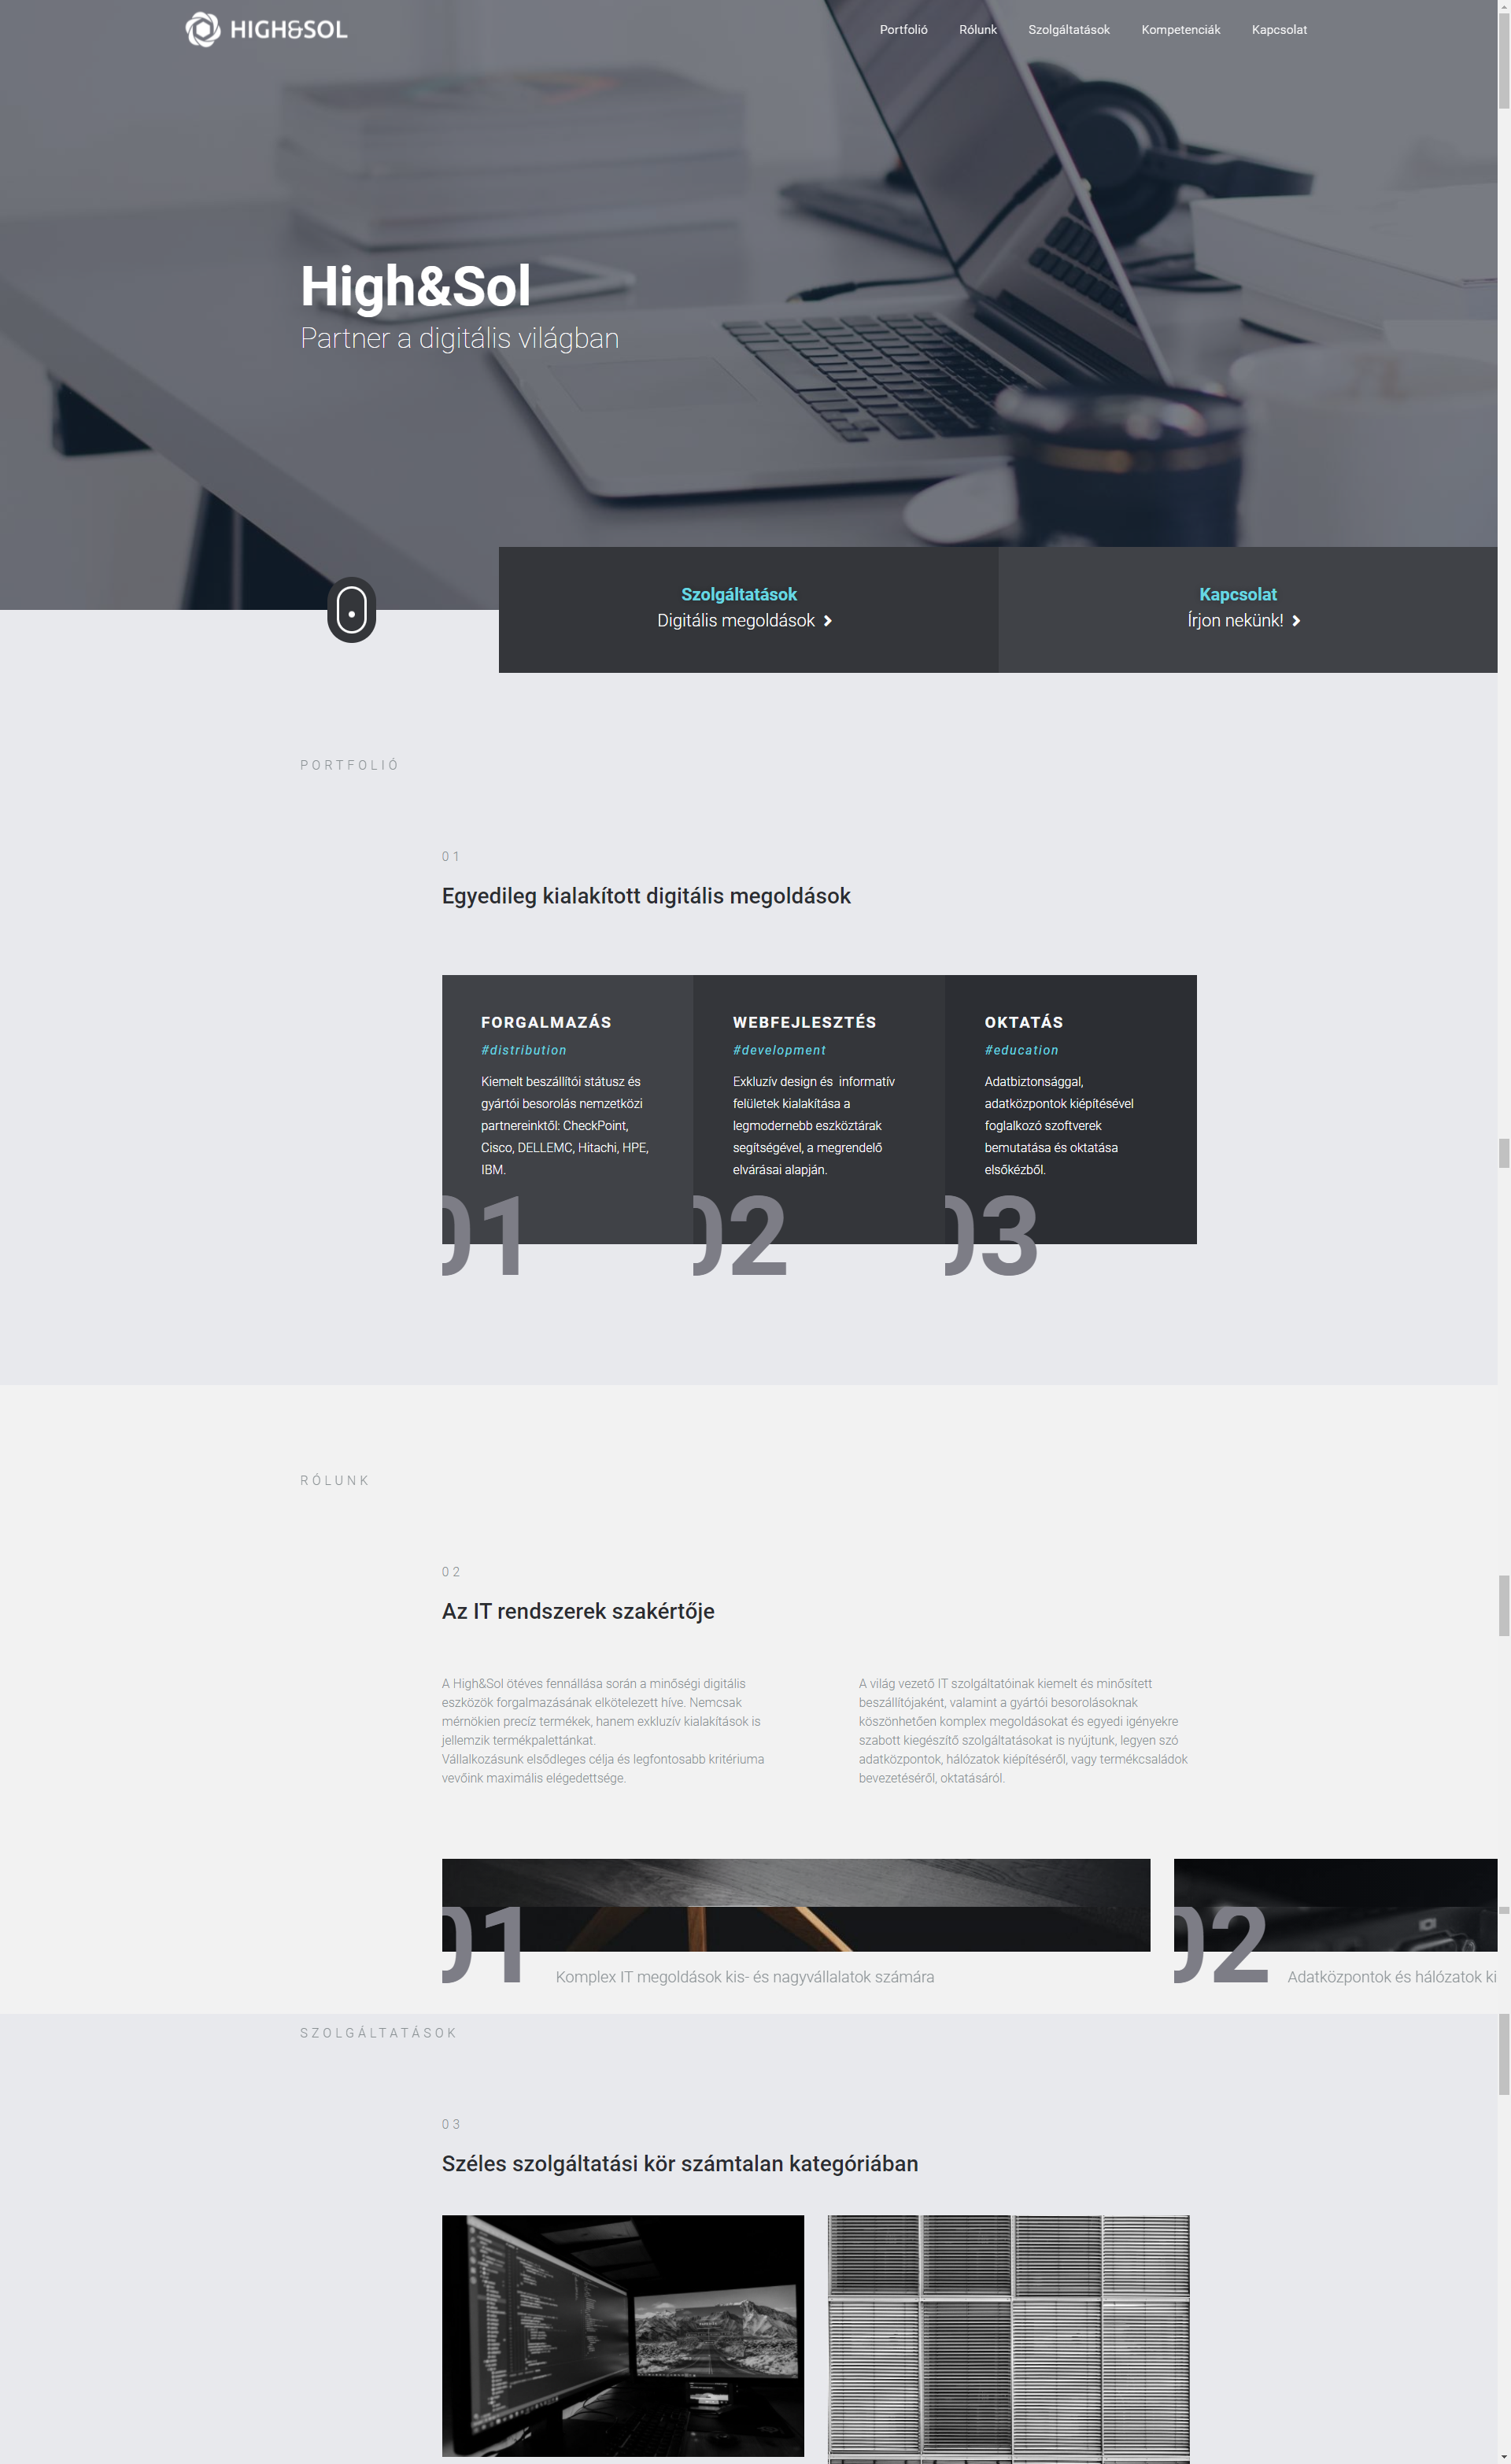 HIGH&SOL
Portfolió Rólunk Szolgáltatások Kompetenciák Kapcsolat
High&Sol
Partner a digitális világban
Szolgáltatások
Digitális megoldások
Kapcsolat
Írjon nekünk!
PORTFOLIÓ
01
Egyedileg kialakított digitális megoldások
FORGALMAZÁS
#distribution
Kiemelt beszállítói státusz és
gyártói besorolás nemzetközi
partnereinktől: CheckPoint,
Cisco, DELLEMC, Hitachi, HPE,
IBM.
01
WEBFEJLESZTÉS
#development
Exkluzív design és informatív
felületek kialakítása a
legmodernebb eszköztárak
segítségével, a megrendelő
elvárásai alapján.
02
OKTATÁS
#education
Adatbiztonsággal,
adatközpontok kiépítésével
foglalkozó szoftverek
bemutatása és oktatása
elsőkézből.
03
RÓLUNK
02
Az IT rendszerek szakértője
A High&Sol ötéves fennállása során a minőségi digitális
eszközök forgalmazásának elkötelezett híve. Nemcsak
mérnökien precíz termékek, hanem exkluzív kialakítások is
jellemzik termékpalettánkat.
Vállalkozásunk elsődleges célja és legfontosabb kritériuma
vevőink maximális elégedettsége.
A világ vezető IT szolgáltatóinak kiemelt és minősített
beszállítójaként, valamint a gyártói besorolásoknak
köszönhetően komplex megoldásokat és egyedi igényekre
szabott kiegészítő szolgáltatásokat is nyújtunk, legyen szó
adatközpontok, hálózatok kiépítéséről, vagy termékcsaládok
bevezetéséről, oktatásáról.
01
Komplex IT megoldások kis- és nagyvállalatok számára
02
Adatközpontok és hálózatok ki
SZOLGÁLTATÁSOK
03
Széles szolgáltatási kör számtalan kategóriában